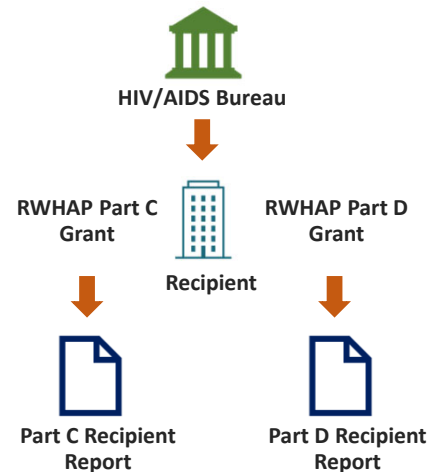 HIV/AIDS Bureau
RWHAP Part C
Grant
RWHAP Part D
Grant
Recipient
Part C Recipient
Report
Part D Recipient
Report